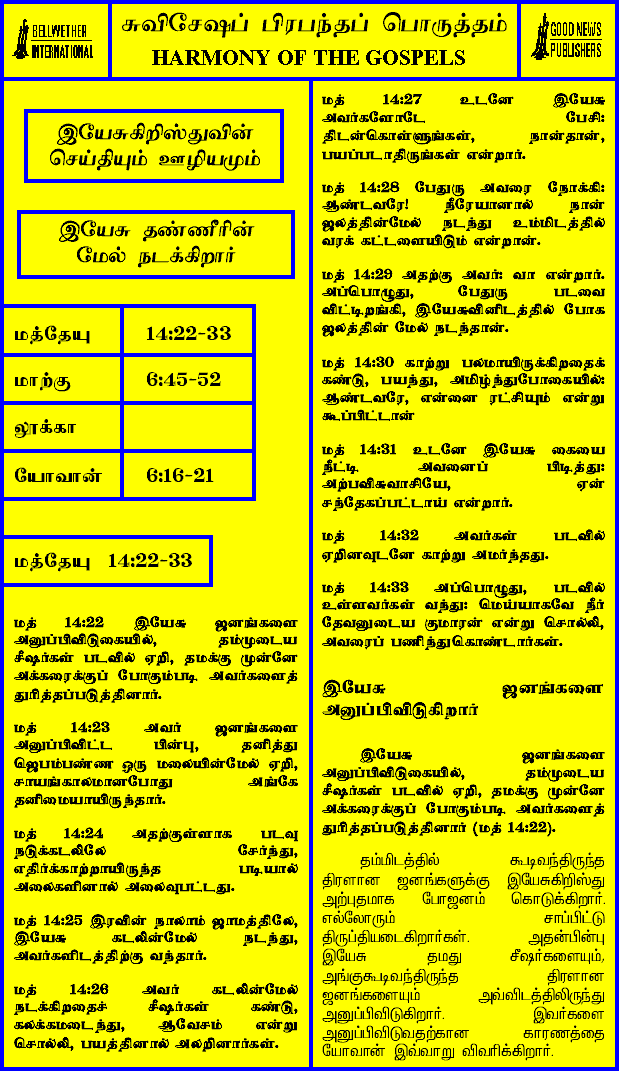 BELLWETHER
INTERNATIONAL
சுவிசேஷப் பிரபந்தப் பொருத்தம்
HARMONY OF THE GOSPELS
GOOD NEWS
PUBLISHERS
இயேசுகிறிஸ்துவின்
செய்தியும் ஊழியமும்
இயேசு தண்ணீரின்
மேல் நடக்கிறார்
மத்தேயு 14:22-33
மாற்கு 6:45-52
லூக்கா
யோவான் 6:16-21
மத்தேயு 14:22-33
மத் 14:22 இயேசு ஜனங்களை
அனுப்பிவிடுகையில், தம்முடைய
சீஷர்கள் படவில் ஏறி, தமக்கு முன்னே
அக்கரைக்குப் போகும்படி அவர்களைத்
துரிதப்படுத்தினார்.
மத் 14:23 அவர் ஜனங்களை
அனுப்பிவிட்ட பின்பு, தனித்து
ஜெபம்பண்ண ஒரு மலையின்மேல் ஏறி,
சாயங்காலமானபோது அங்கே
தனிமையாயிருந்தார்.
மத் 14:24 அதற்குள்ளாக படவு
நடுக்கடலிலே சேர்ந்து,
எதிர்க்காற்றாயிருந்த படியால்
அலைகளினால் அலைவுபட்டது.
மத் 14:25 இரவின் நாலாம் ஜாமத்திலே,
இயேசு கடலின்மேல் நடந்து,
அவர்களிடத்திற்கு வந்தார்.
மத் 14:26 அவர் கடலின்மேல்
நடக்கிறதைச் சீஷர்கள் கண்டு,
கலக்கமடைந்து, ஆவேசம் என்று
சொல்லி, பயத்தினால் அலறினார்கள்.
மத் 14:27 உடனே இயேசு
அவர்களோடே பேசி:
திடன்கொள்ளுங்கள், நான்தான்,
பயப்படாதிருங்கள் என்றார்.
மத் 14:28 பேதுரு அவரை நோக்கி:
ஆண்டவரே! நீரேயானால் நான்
ஜலத்தின்மேல் நடந்து உம்மிடத்தில்
வரக் கட்டளையிடும் என்றான்.
மத் 14:29 அதற்கு அவர்: வா என்றார்.
அப்பொழுது, பேதுரு படவை
விட்டிறங்கி, இயேசுவினிடத்தில் போக
ஜலத்தின் மேல் நடந்தான்.
மத் 14:30 காற்று பலமாயிருக்கிறதைக்
கண்டு, பயந்து, அமிழ்ந்துபோகையில்:
ஆண்டவரே, என்னை ரட்சியும் என்று
கூப்பிட்டான்
மத் 14:31 உடனே இயேசு கையை
நீட்டி அவனைப் பிடித்து:
அற்பவிசுவாசியே, ஏன்
சந்தேகப்பட்டாய் என்றார்.
மத் 14:32 அவர்கள் படவில்
ஏறினவுடனே காற்று அமர்ந்தது.
மத் 14:33 அப்பொழுது, படவில்
உள்ளவர்கள் வந்து: மெய்யாகவே நீர்
தேவனுடைய குமாரன் என்று சொல்லி,
அவரைப் பணிந்துகொண்டார்கள்.
இயேசு ஜனங்களை
அனுப்பிவிடுகிறார்
இயேசு ஜனங்களை
அனுப்பிவிடுகையில், தம்முடைய
சீஷர்கள் படவில் ஏறி, தமக்கு முன்னே
அக்கரைக்குப் போகும்படி அவர்களைத்
துரிதப்படுத்தினார் (மத் 14:22).
தம்மிடத்தில் கூடிவந்திருந்த
திரளான ஜனங்களுக்கு இயேசுகிறிஸ்து
அற்புதமாக போஜனம் கொடுக்கிறார்.
எல்லோரும் சாப்பிட்டு
திருப்தியடைகிறார்கள். அதன்பின்பு
இயேசு தமது சீஷர்களையும்,
அங்குகூடிவந்திருந்த திரளான
ஜனங்களையும் அவ்விடத்திலிருந்து
அனுப்பிவிடுகிறார். இவர்களை
அனுப்பிவிடுவதற்கான காரணத்தை
யோவான் இவ்வாறு விவரிக்கிறார்.